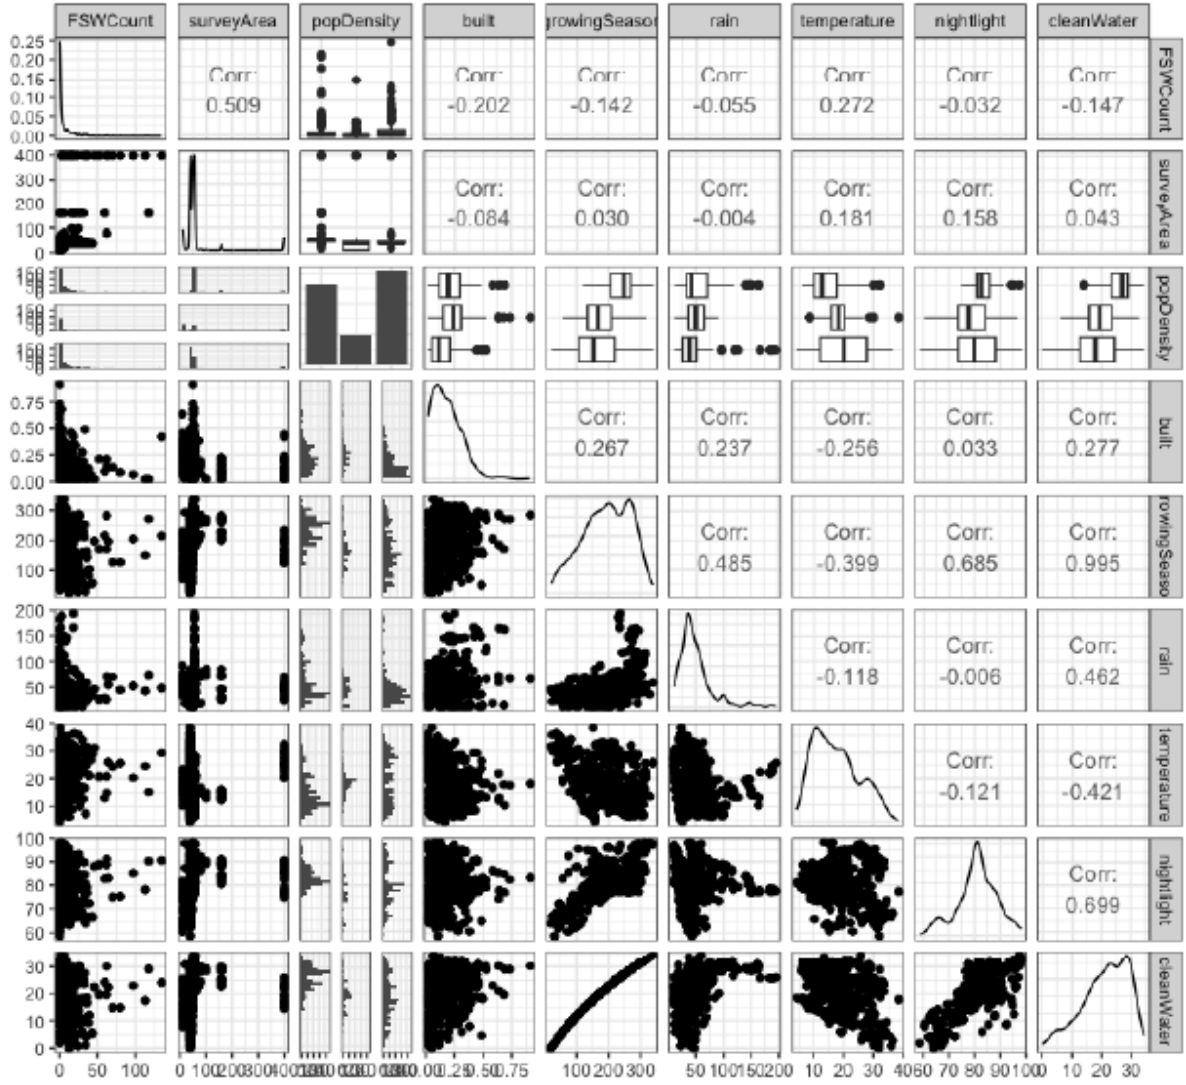 FSWCount surveyArea popDensity built growingSeason rain temperature nightlight cleanWater
0.25
0.20
0.15
0.10
0.05
0.00
Corr: 0.509
Corr: -0.202
Corr: -0.142
Corr: -0.055
Corr: 0.272
Corr: -0.032
Corr: -0.147
FSWCount
400
300
200
100
0
Corr: -0.084
Corr: 0.030
Corr: -0.004
Corr: 0.181
Corr: 0.158
Corr: 0.043
surveyArea
popDensity
0.75
0.50
0.25
0.00
Corr: 0.267
Corr: 0.237
Corr: -0.256
Corr: 0.033
Corr: 0.277
built
300
200
100
Corr: 0.485
Corr: -0.399
Corr: 0.685
Corr: 0.995
rowingSeaso
200
150
100
50
Corr: -0.118
Corr: -0.006
Corr: 0.462
rain
40
30
20
10
Corr: -0.121
Corr: -0.421
temperature
100
90
80
70
60
Corr: 0.699
nightlight
30
20
10
0
cleanWater
0 50 100 0 100 200 300 400 0.00 0.25 0.50 0.75 100 200 300 50 100 150 200 10 20 30 40 60 70 80 90 100 0 10 20 30